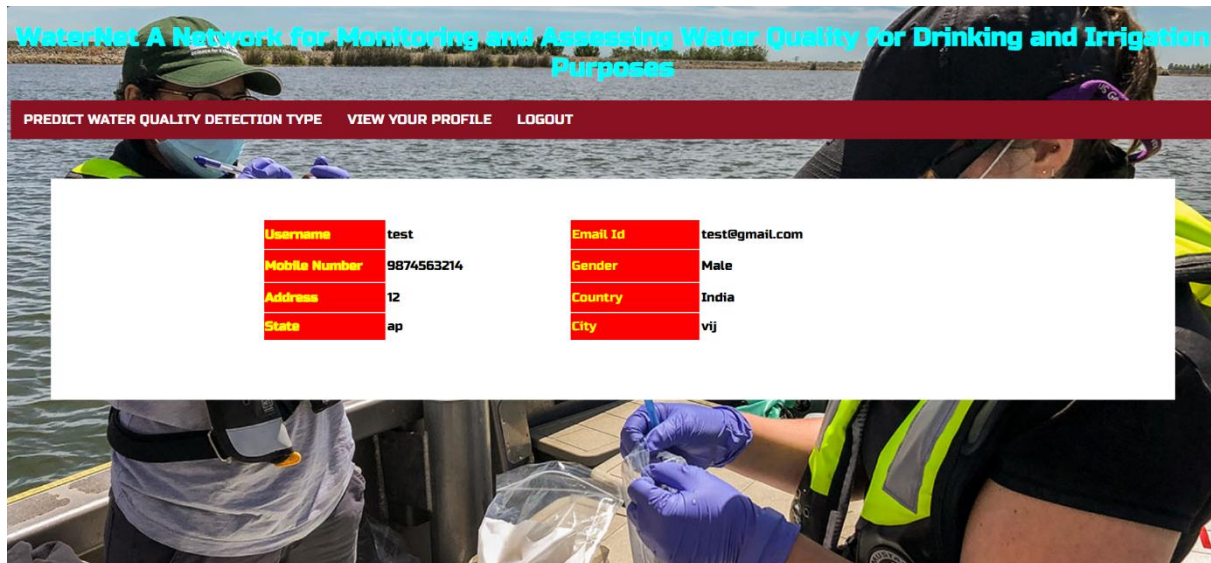 WaterNet A Network for Monitoring and Assessing Water Quality for Drinking and Irrigation
Purposes
PREDICT WATER QUALITY DETECTION TYPE VIEW YOUR PROFILE LOGOUT
Username test Email Id test@gmail.com
Mobile Number 9874563214 Gender Male
Address 12 Country India
State ap City vij